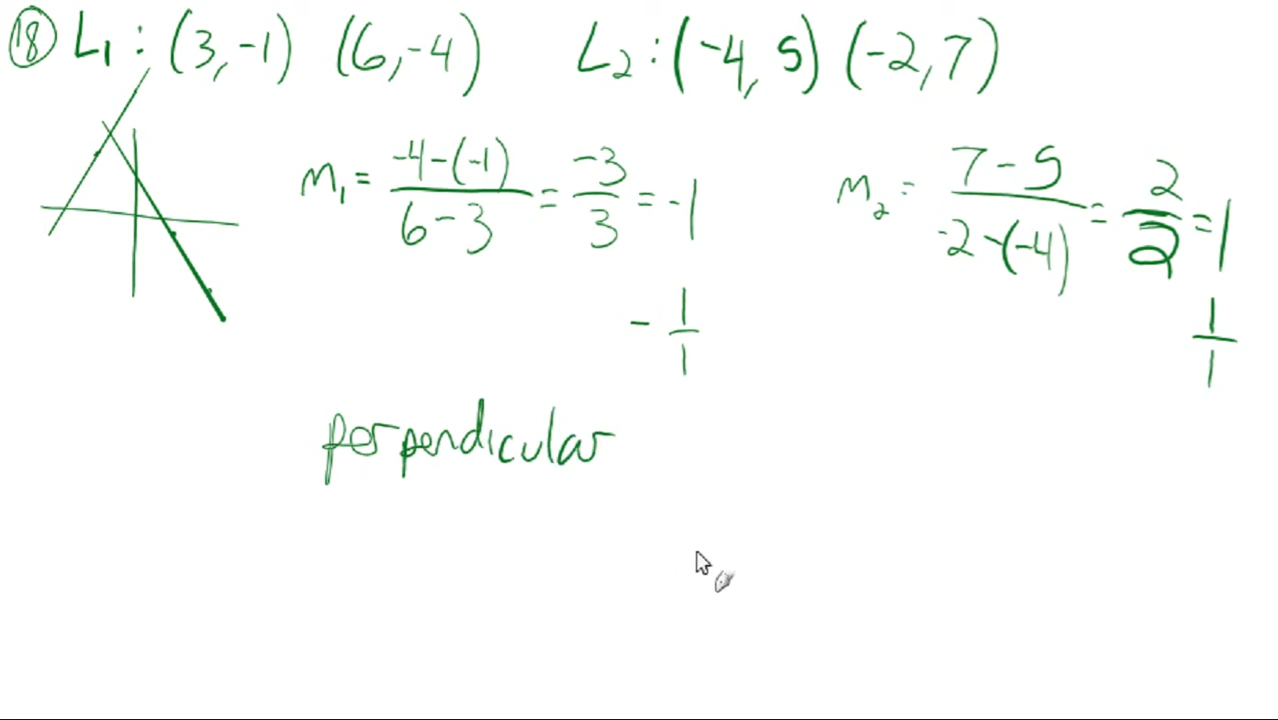 18 L₁ : (3, -1) (6, -4) L₂ : (-4, 5) (-2, 7)
m₁ = (-4-(-1))/(6-3) = -3/3 = -1 m₂ = (7-5)/(-2-(-4)) = 2/2 = 1
- 1/1 1/1
perpendicular